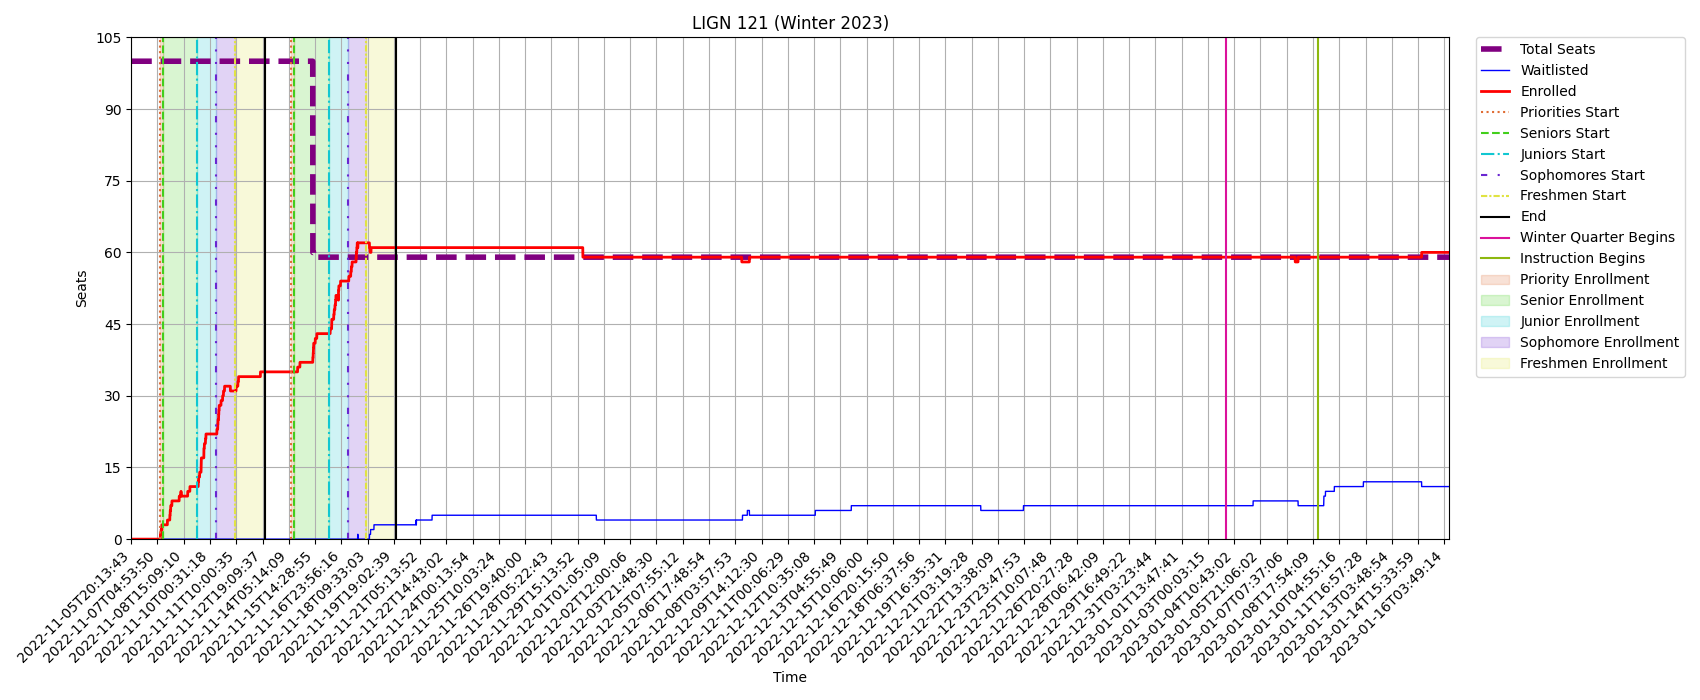 LIGN 121 (Winter 2023)
Seats
105
90
75
60
45
30
15
0
2022-11-05T20:13:43
2022-11-07T04:53:50
2022-11-08T15:09:10
2022-11-10T00:31:18
2022-11-11T10:00:35
2022-11-12T19:09:37
2022-11-14T05:14:09
2022-11-15T14:28:55
2022-11-16T23:56:16
2022-11-18T09:33:03
2022-11-19T19:02:39
2022-11-21T05:13:52
2022-11-22T14:43:02
2022-11-24T00:13:54
2022-11-25T10:03:24
2022-11-26T19:40:00
2022-11-28T05:22:43
2022-11-29T15:13:52
2022-12-01T01:05:09
2022-12-02T12:00:06
2022-12-03T21:48:30
2022-12-05T07:55:12
2022-12-06T17:48:54
2022-12-08T03:57:53
2022-12-09T14:12:30
2022-12-11T00:06:29
2022-12-12T10:35:08
2022-12-13T04:55:49
2022-12-15T10:06:00
2022-12-16T20:15:50
2022-12-18T06:37:56
2022-12-19T16:35:31
2022-12-21T03:19:28
2022-12-22T13:38:09
2022-12-23T23:47:53
2022-12-25T10:07:48
2022-12-26T20:27:28
2022-12-28T06:42:09
2022-12-29T16:49:22
2022-12-31T03:23:44
2023-01-01T13:47:41
2023-01-03T00:03:15
2023-01-04T10:43:02
2023-01-05T21:06:02
2023-01-07T07:37:06
2023-01-08T17:54:09
2023-01-10T04:55:16
2023-01-11T16:57:28
2023-01-13T03:48:54
2023-01-14T15:33:59
2023-01-16T03:49:14
Time
Total Seats
Waitlisted
Enrolled
Priorities Start
Seniors Start
Juniors Start
Sophomores Start
Freshmen Start
End
Winter Quarter Begins
Instruction Begins
Priority Enrollment
Senior Enrollment
Junior Enrollment
Sophomore Enrollment
Freshmen Enrollment